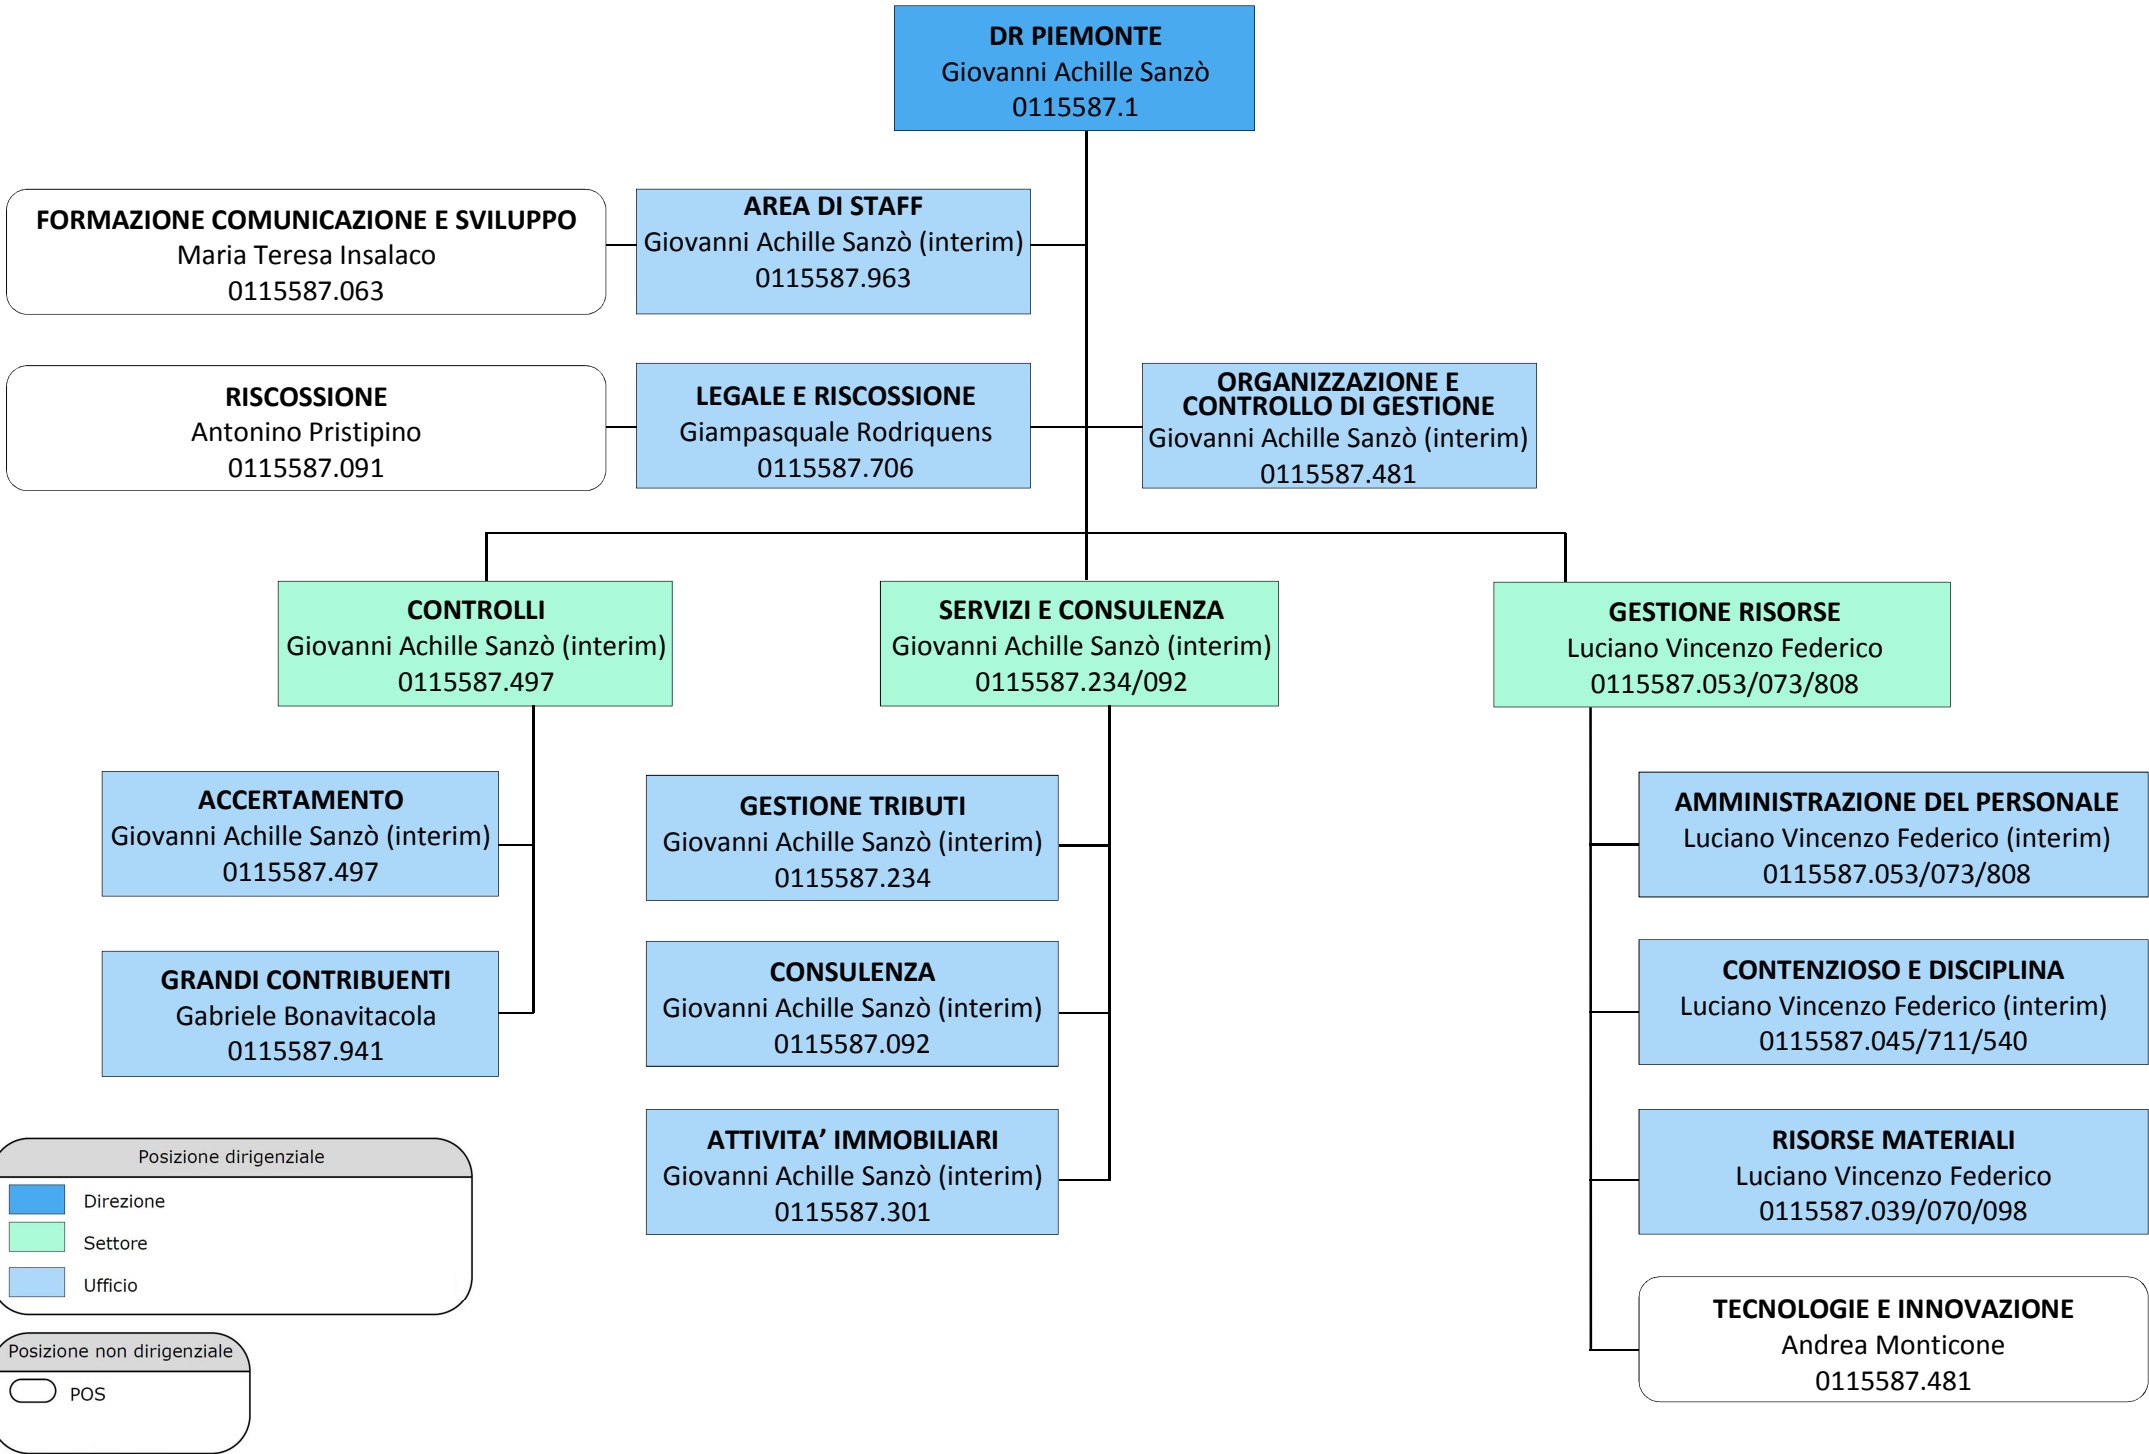 DR PIEMONTE
Giovanni Achille Sanzò
0115587.1
FORMAZIONE COMUNICAZIONE E SVILUPPO
Maria Teresa Insalaco
0115587.063
AREA DI STAFF
Giovanni Achille Sanzò (interim)
0115587.963
RISCOSSIONE
Antonino Pristipino
0115587.091
LEGALE E RISCOSSIONE
Giampasquale Rodriquens
0115587.706
ORGANIZZAZIONE E
CONTROLLO DI GESTIONE
Giovanni Achille Sanzò (interim)
0115587.481
CONTROLLI
Giovanni Achille Sanzò (interim)
0115587.497
SERVIZI E CONSULENZA
Giovanni Achille Sanzò (interim)
0115587.234/092
GESTIONE RISORSE
Luciano Vincenzo Federico
0115587.053/073/808
ACCERTAMENTO
Giovanni Achille Sanzò (interim)
0115587.497
GRANDI CONTRIBUENTI
Gabriele Bonavitacola
0115587.941
GESTIONE TRIBUTI
Giovanni Achille Sanzò (interim)
0115587.234
CONSULENZA
Giovanni Achille Sanzò (interim)
0115587.092
ATTIVITA’ IMMOBILIARI
Giovanni Achille Sanzò (interim)
0115587.301
AMMINISTRAZIONE DEL PERSONALE
Luciano Vincenzo Federico (interim)
0115587.053/073/808
CONTENZIOSO E DISCIPLINA
Luciano Vincenzo Federico (interim)
0115587.045/711/540
RISORSE MATERIALI
Luciano Vincenzo Federico
0115587.039/070/098
TECNOLOGIE E INNOVAZIONE
Andrea Monticone
0115587.481
Posizione dirigenziale
Direzione
Settore
Ufficio
Posizione non dirigenziale
POS